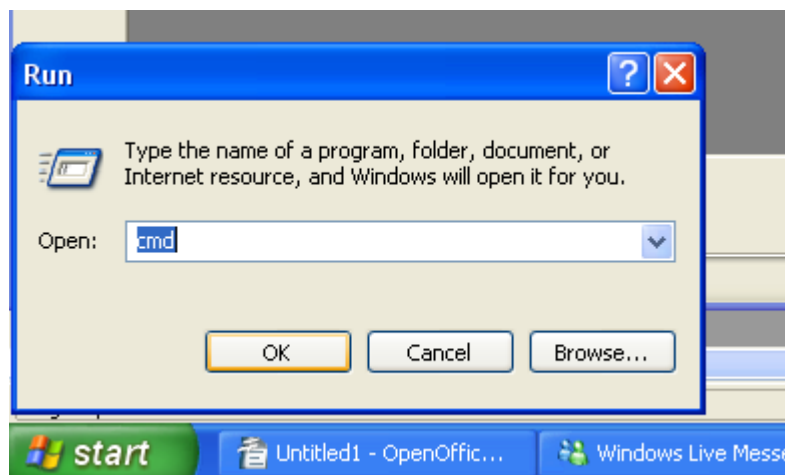 Run
Type the name of a program, folder, document, or
Internet resource, and Windows will open it for you.
Open: cmd
OK Cancel Browse...
start Untitled1 - OpenOffic... Windows Live Messe